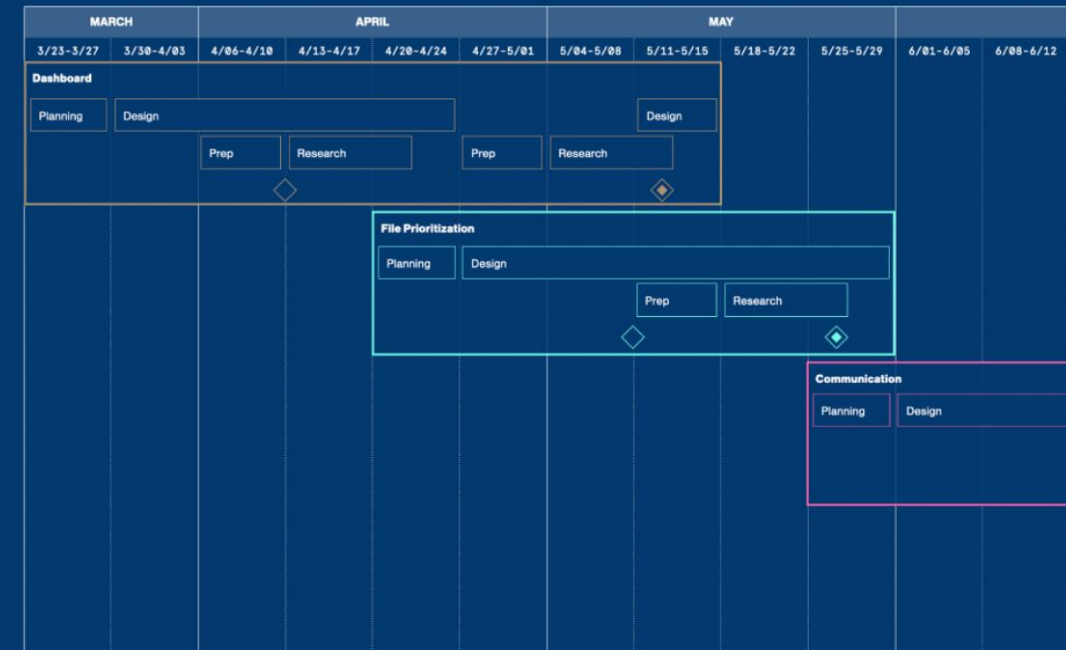 MARCH APRIL MAY
3/23-3/27 3/30-4/03 4/06-4/10 4/13-4/17 4/20-4/24 4/27-5/01 5/04-5/08 5/11-5/15 5/18-5/22 5/25-5/29 6/01-6/05 6/08-6/12
Dashboard
Planning Design Design
Prep Research Prep Research
File Prioritization
Planning Design
Prep Research
Communication
Planning Design